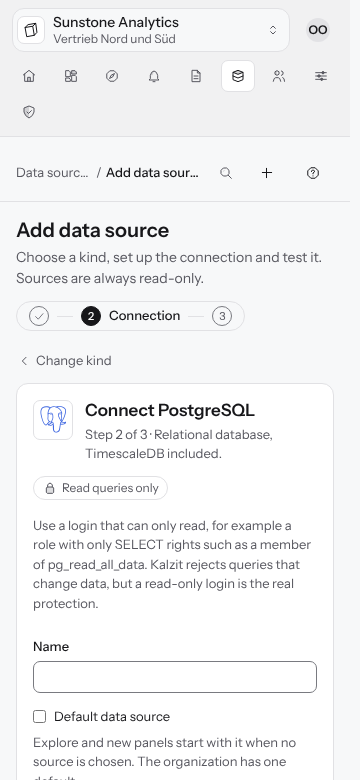 Sunstone Analytics
Vertrieb Nord und Süd
OO
Data sourc... / Add data sour...
Add data source
Choose a kind, set up the connection and test it.
Sources are always read-only.
2 Connection 3
Change kind
Connect PostgreSQL
Step 2 of 3 · Relational database,
TimescaleDB included.
Read queries only
Use a login that can only read, for example a
role with only SELECT rights such as a member
of pg_read_all_data. Kalzit rejects queries that
change data, but a read-only login is the real
protection.
Name
Default data source
Explore and new panels start with it when no
source is chosen. The organization has one
default.